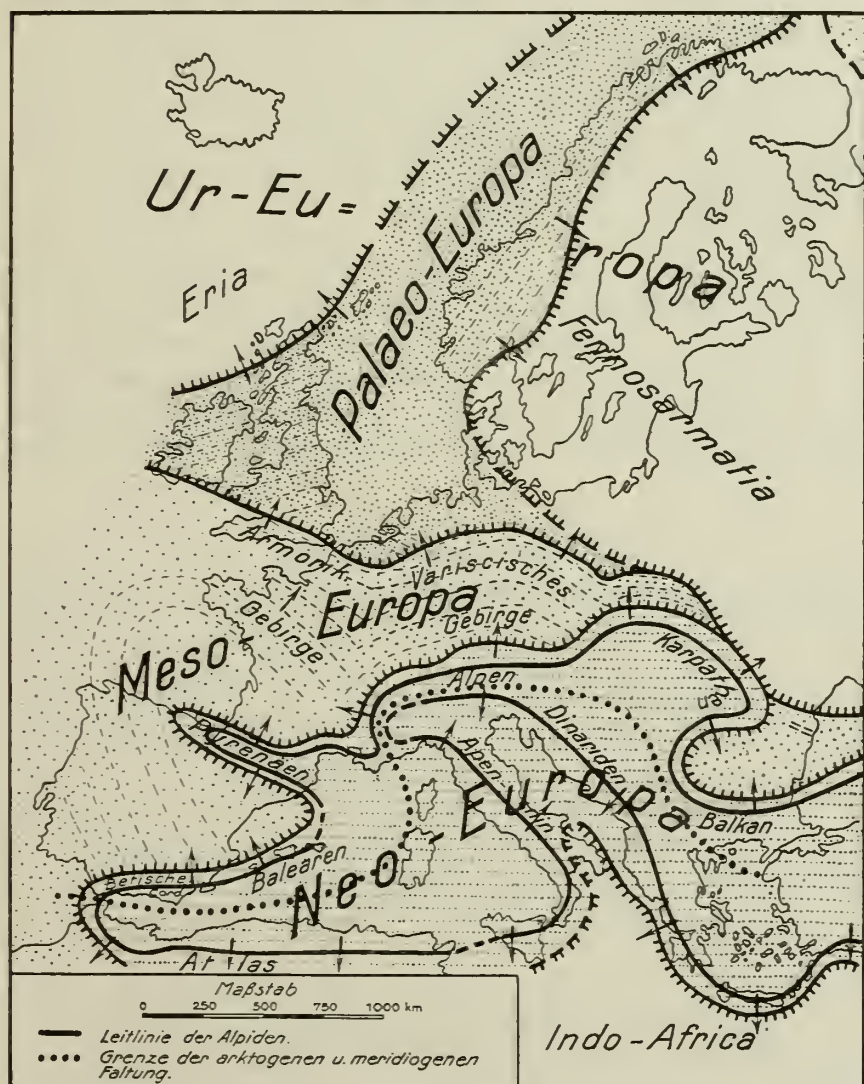 Ur-Eu=
ropa
Eria
Palaeo-Europa
Fennosarmatia
Armorik.
Gebirge
Variscisches
Gebirge
Meso-
Europa
Karpathen
Alpen
Dinariden
Pyrenäen
Apennin
Neo-Europa
Balkan
Balearen
Betische
Cord.
Atlas
Indo-Africa
Maßstab
0 250 500 750 1000 km
Leitlinie der Alpiden.
Grenze der arktogenen u. meridiogenen
Faltung.